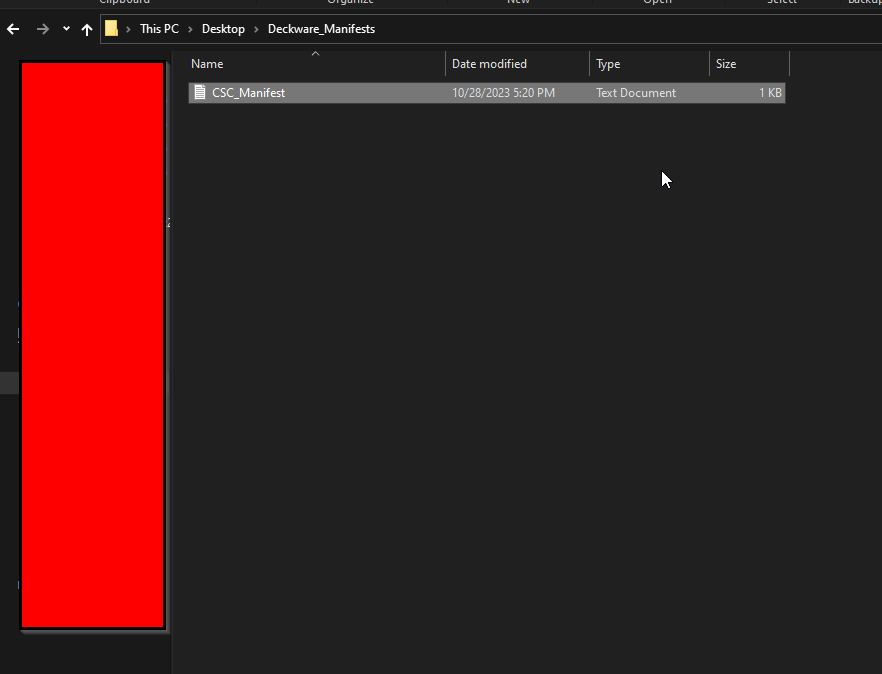 Clipboard Organize New Open Select Backup
This PC > Desktop > Deckware_Manifests
Name Date modified Type Size
CSC_Manifest 10/28/2023 5:20 PM Text Document 1 KB